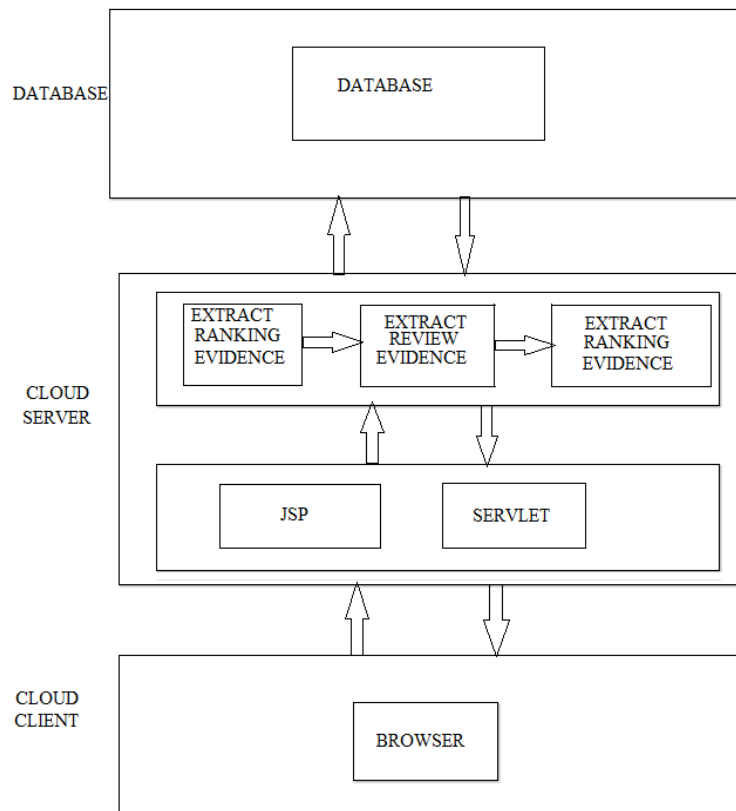 DATABASE
DATABASE
EXTRACT
RANKING
EVIDENCE
EXTRACT
REVIEW
EVIDENCE
EXTRACT
RANKING
EVIDENCE
CLOUD
SERVER
JSP
SERVLET
CLOUD
CLIENT
BROWSER